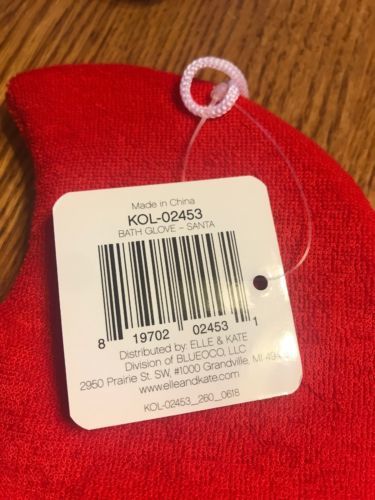 Made in China
KOL-02453
BATH GLOVE - SANTA
8 19702 02453 1
Distributed by: ELLE & KATE
Division of BLUEOCO, LLC
2950 Prairie St. SW, #1000 Grandville, MI
www.elleandkate.com
KOL-02453_260_0618